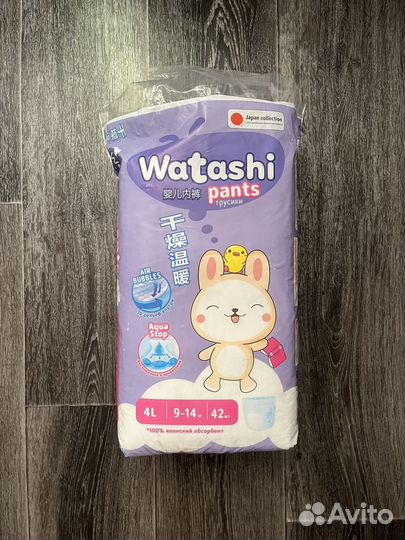 Japan collection
Watashi
婴儿内裤
pants
трусики
干燥温暖
AIR
BUBBLES
Aqua
Stop
4L
9-14 кг
42 шт
*100% японский абсорбент
Avito